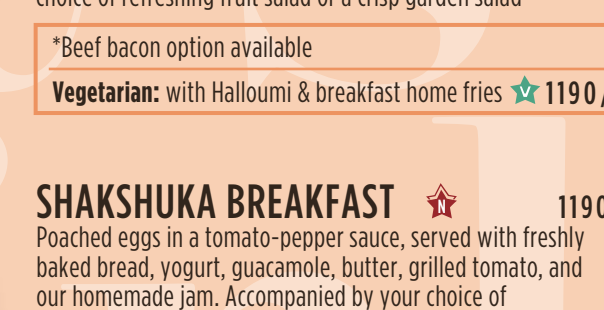 choice of refreshing fruit salad or a crisp garden salad
*Beef bacon option available
Vegetarian: with Halloumi & breakfast home fries V 1190/
SHAKSHUKA BREAKFAST N 1190
Poached eggs in a tomato-pepper sauce, served with freshly
baked bread, yogurt, guacamole, butter, grilled tomato, and
our homemade jam. Accompanied by your choice of